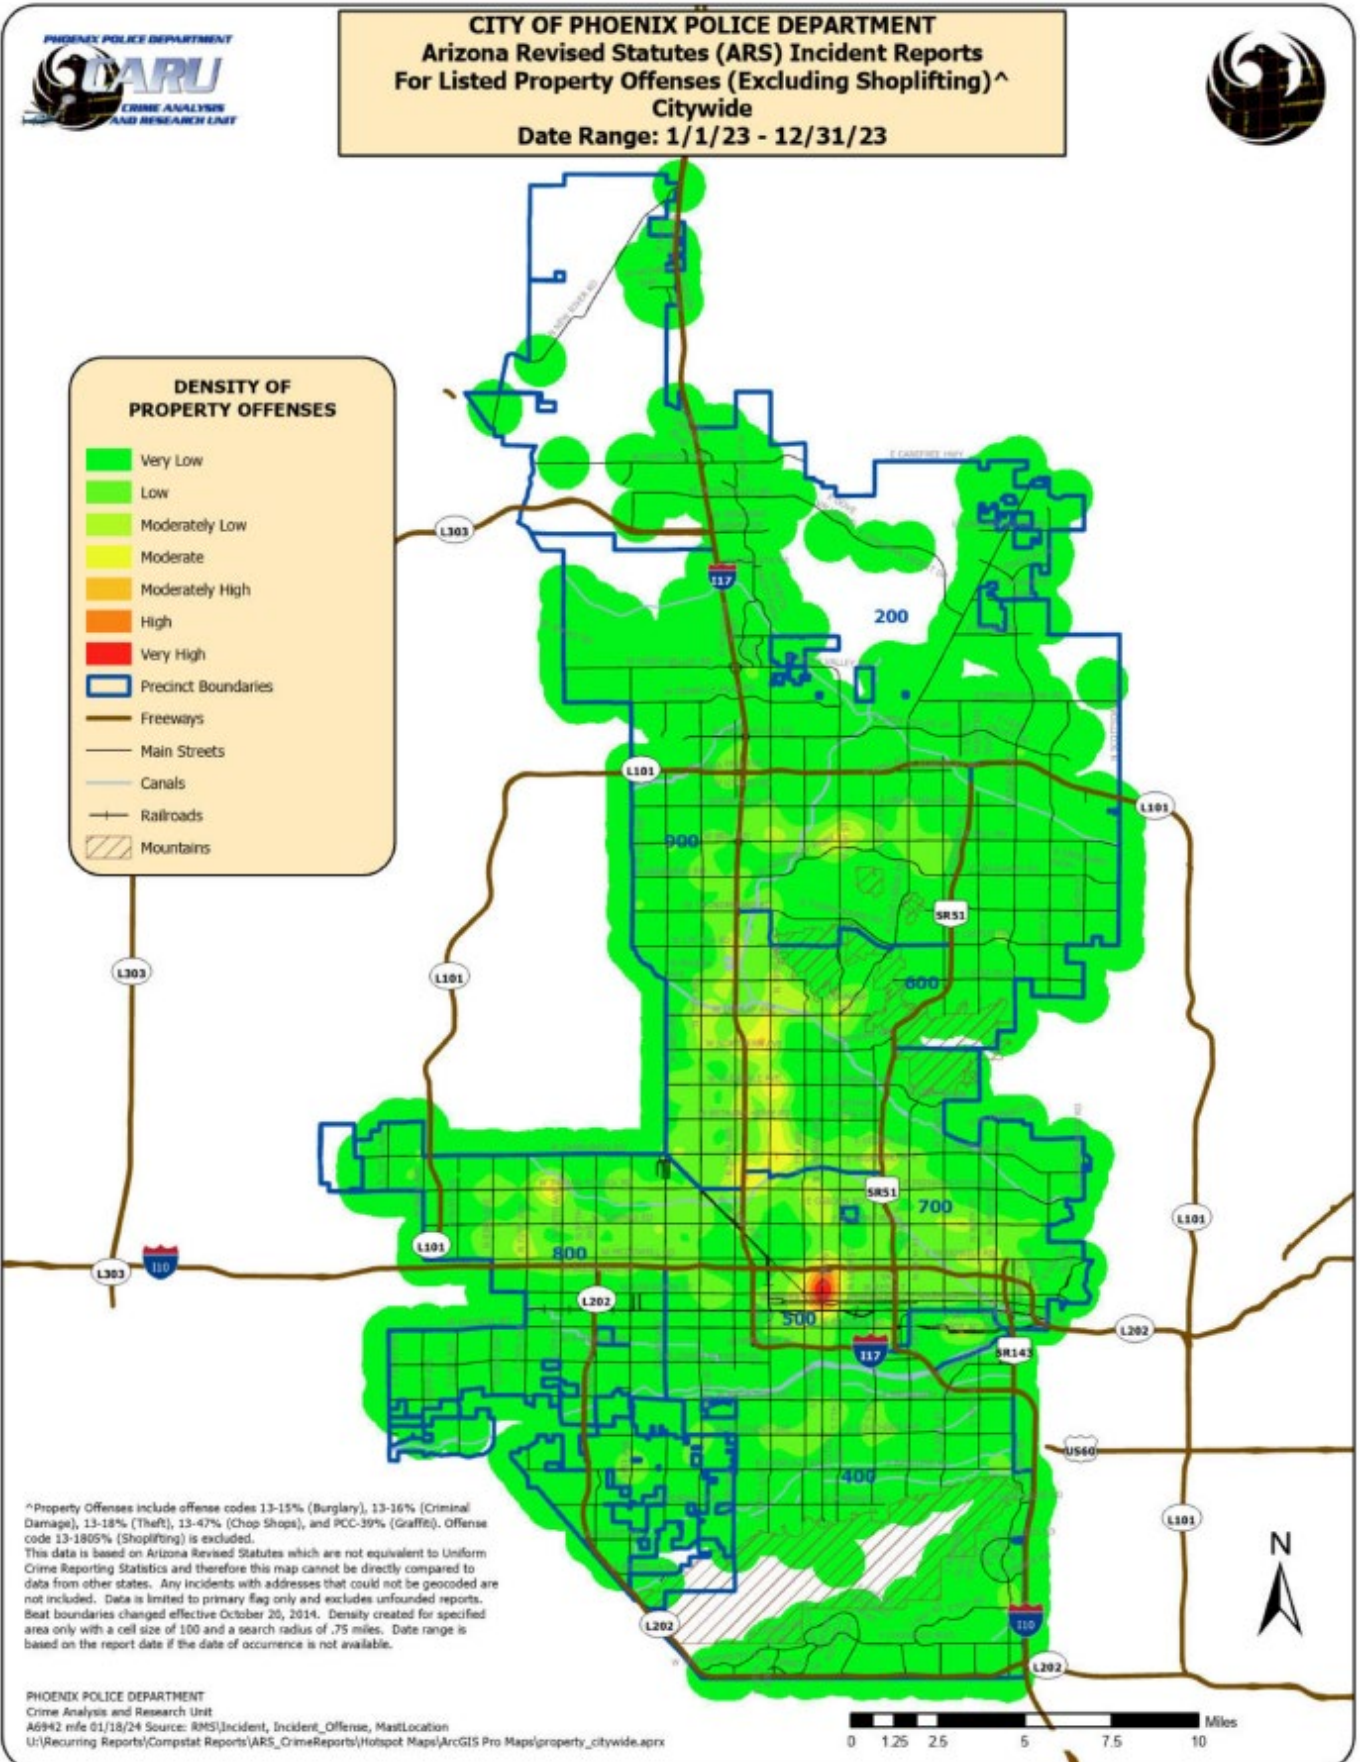 PHOENIX POLICE DEPARTMENT
CARU
CRIME ANALYSIS
AND RESEARCH UNIT
CITY OF PHOENIX POLICE DEPARTMENT
Arizona Revised Statutes (ARS) Incident Reports
For Listed Property Offenses (Excluding Shoplifting)^
Citywide
Date Range: 1/1/23 - 12/31/23
DENSITY OF
PROPERTY OFFENSES
Very Low
Low
Moderately Low
Moderate
Moderately High
High
Very High
Precinct Boundaries
Freeways
Main Streets
Canals
Railroads
Mountains
N NEW RIVER RD
E CAREFREE HWY
L303
I17
200
L101
L101
900
SR51
L303
L101
600
SR51
700
L101
L101
800
L303
I10
L202
500
I17
L202
SR143
US60
400
L101
I10
L202
L202
^Property Offenses include offense codes 13-15% (Burglary), 13-16% (Criminal
Damage), 13-18% (Theft), 13-47% (Chop Shops), and PCC-39% (Graffiti). Offense
code 13-1805% (Shoplifting) is excluded.
This data is based on Arizona Revised Statutes which are not equivalent to Uniform
Crime Reporting Statistics and therefore this map cannot be directly compared to
data from other states. Any incidents with addresses that could not be geocoded are
not included. Data is limited to primary flag only and excludes unfounded reports.
Beat boundaries changed effective October 20, 2014. Density created for specified
area only with a cell size of 100 and a search radius of .75 miles. Date range is
based on the report date if the date of occurrence is not available.
N
PHOENIX POLICE DEPARTMENT
Crime Analysis and Research Unit
A6942 mfe 01/18/24 Source: RMS\Incident, Incident_Offense, MastLocation
U:\Recurring Reports\Compstat Reports\ARS_CrimeReports\Hotspot Maps\ArcGIS Pro Maps\property_citywide.aprx
Miles
0 1.25 2.5 5 7.5 10